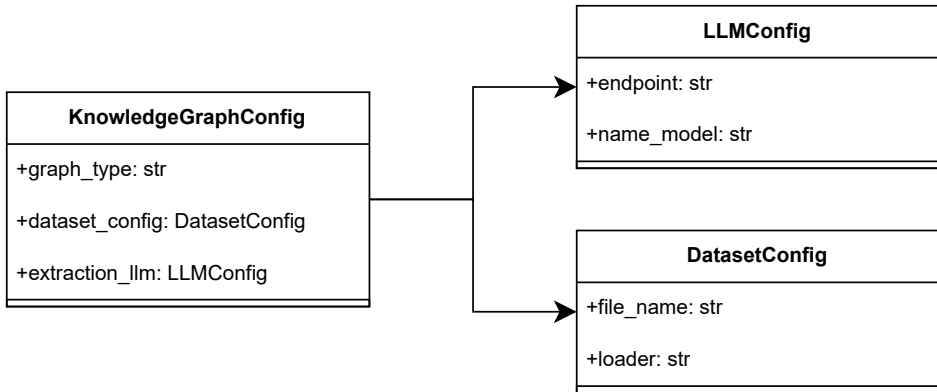 KnowledgeGraphConfig
+graph_type: str
+dataset_config: DatasetConfig
+extraction_llm: LLMConfig
LLMConfig
+endpoint: str
+name_model: str
DatasetConfig
+file_name: str
+loader: str